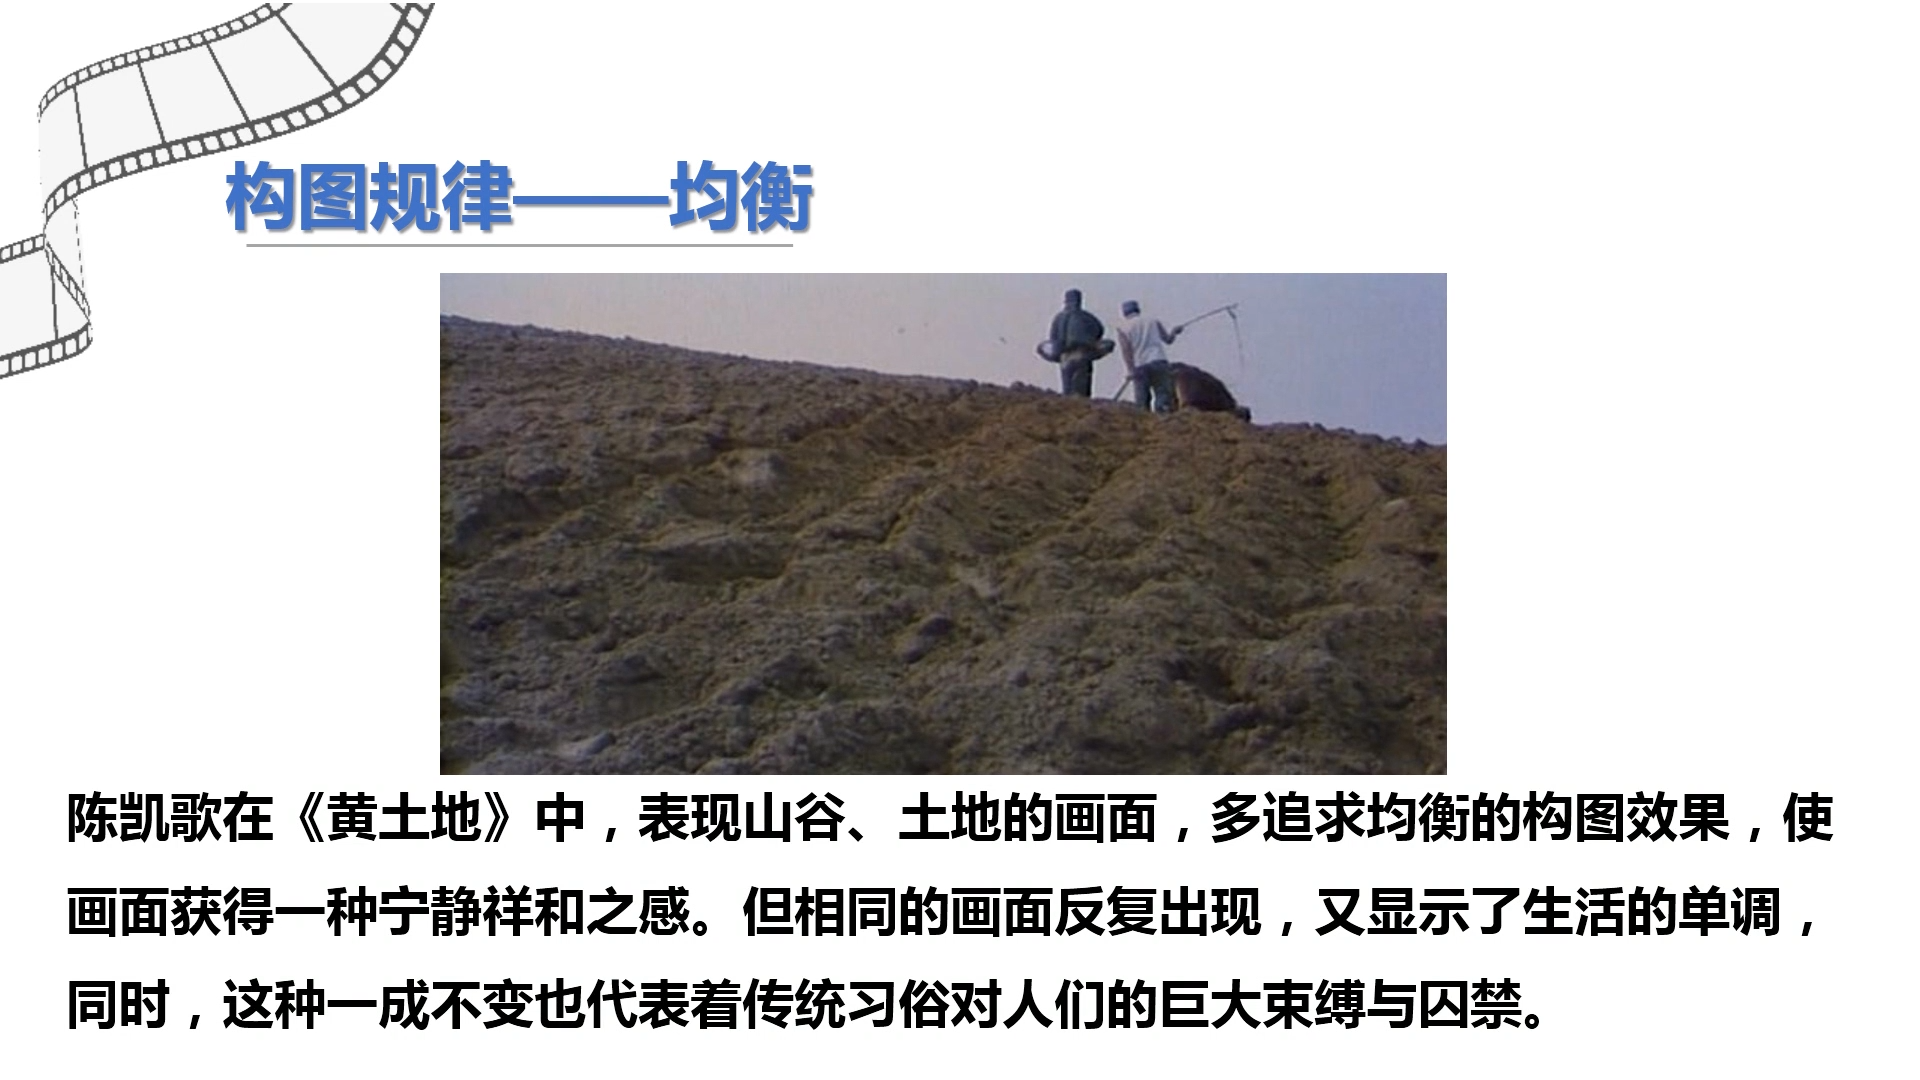 构图规律——均衡
陈凯歌在《黄土地》中，表现山谷、土地的画面，多追求均衡的构图效果，使
画面获得一种宁静祥和之感。但相同的画面反复出现，又显示了生活的单调，
同时，这种一成不变也代表着传统习俗对人们的巨大束缚与囚禁。